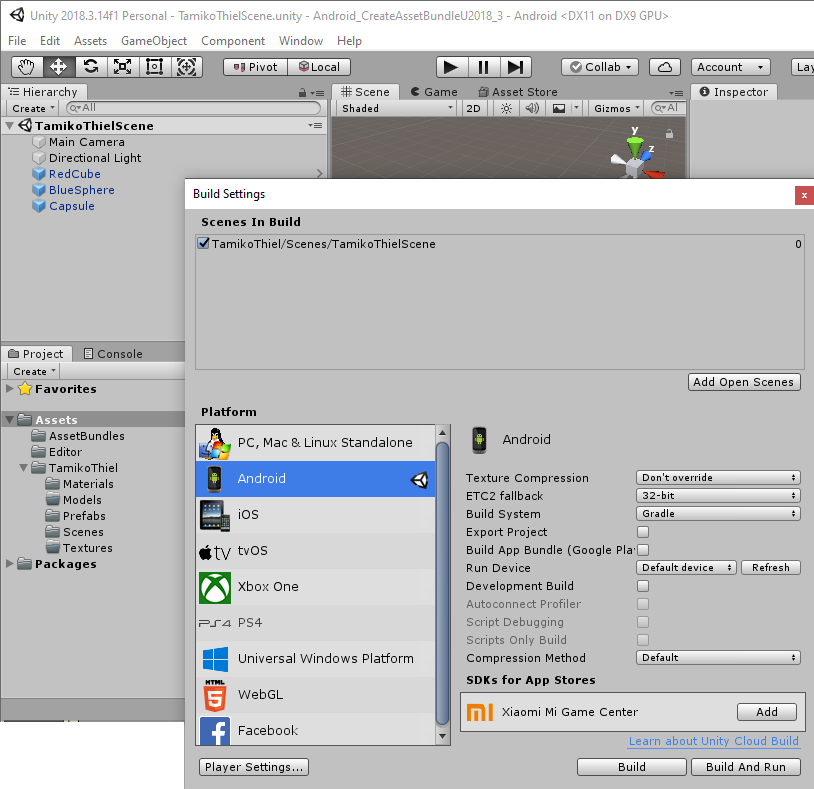 Unity 2018.3.14f1 Personal - TamikoThielScene.unity - Android_CreateAssetBundleU2018_3 - Android <DX11 on DX9 GPU>
File Edit Assets GameObject Component Window Help
Pivot Local Collab Account Lay
Hierarchy Scene Game Asset Store Inspector
Create All Shaded 2D Gizmos All
TamikoThielScene
Main Camera
Directional Light
RedCube
BlueSphere
Capsule
y
z
Build Settings
x
Scenes In Build
TamikoThiel/Scenes/TamikoThielScene 0
Add Open Scenes
Project Console
Create
Favorites
Assets
AssetBundles
Editor
TamikoThiel
Materials
Models
Prefabs
Scenes
Textures
Packages
Platform
PC, Mac & Linux Standalone
Android
iOS
tv tvOS
Xbox One
PS4 PS4
Universal Windows Platform
HTML
5 WebGL
f Facebook
Android
Texture Compression Don't override
ETC2 fallback 32-bit
Build System Gradle
Export Project
Build App Bundle (Google Pla
Run Device Default device Refresh
Development Build
Autoconnect Profiler
Script Debugging
Scripts Only Build
Compression Method Default
SDKs for App Stores
Xiaomi Mi Game Center Add
Learn about Unity Cloud Build
Player Settings... Build Build And Run